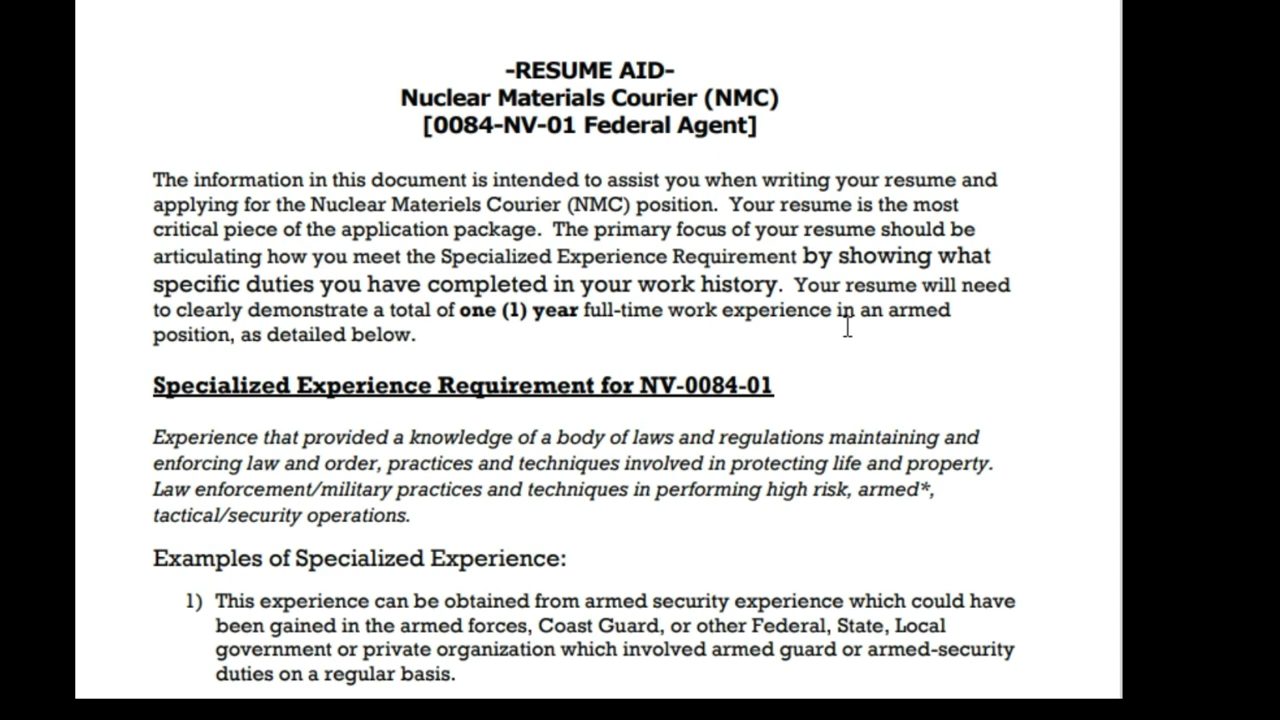 -RESUME AID-
Nuclear Materials Courier (NMC)
[0084-NV-01 Federal Agent]
The information in this document is intended to assist you when writing your resume and
applying for the Nuclear Materiels Courier (NMC) position.  Your resume is the most
critical piece of the application package.  The primary focus of your resume should be
articulating how you meet the Specialized Experience Requirement by showing what
specific duties you have completed in your work history.  Your resume will need
to clearly demonstrate a total of one (1) year full-time work experience in an armed
position, as detailed below.
Specialized Experience Requirement for NV-0084-01
Experience that provided a knowledge of a body of laws and regulations maintaining and
enforcing law and order, practices and techniques involved in protecting life and property.
Law enforcement/military practices and techniques in performing high risk, armed*,
tactical/security operations.
Examples of Specialized Experience:
1) This experience can be obtained from armed security experience which could have
been gained in the armed forces, Coast Guard, or other Federal, State, Local
government or private organization which involved armed guard or armed-security
duties on a regular basis.